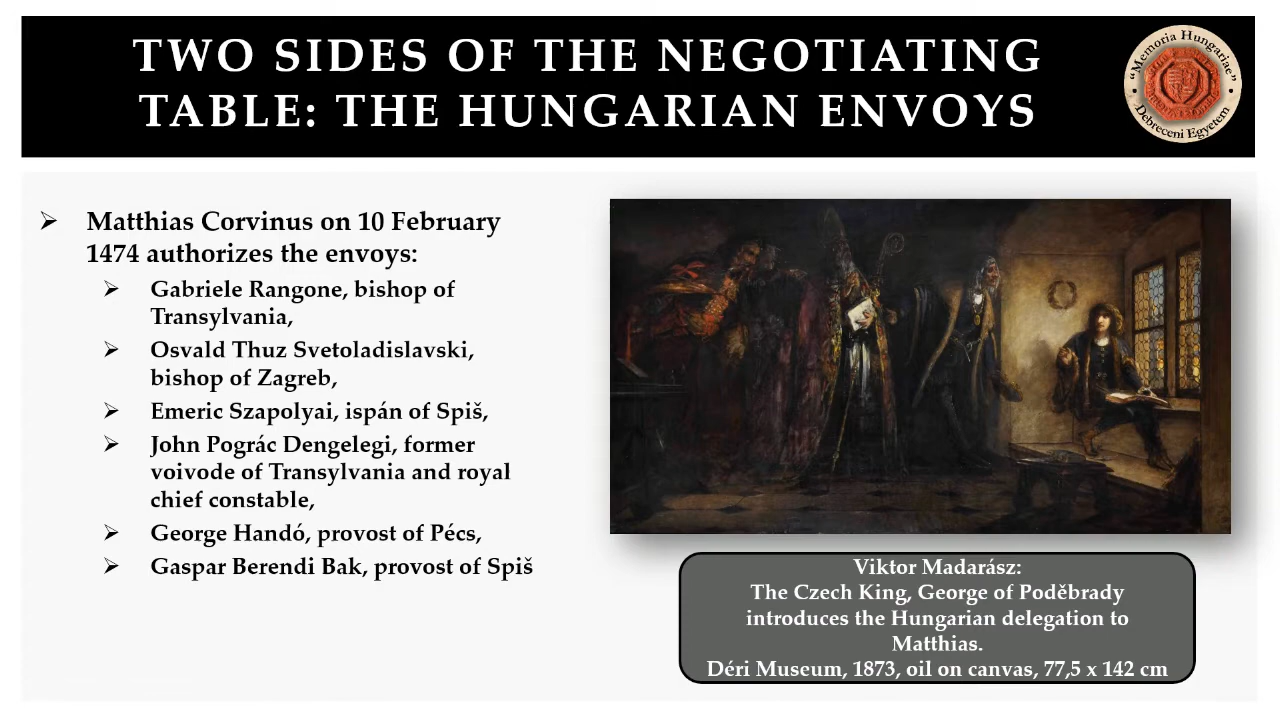 TWO SIDES OF THE NEGOTIATING
TABLE: THE HUNGARIAN ENVOYS
"Memoria Hungariae"
Debreceni Egyetem
Matthias Corvinus on 10 February
1474 authorizes the envoys:
Gabriele Rangone, bishop of
Transylvania,
Osvald Thuz Svetoladislavski,
bishop of Zagreb,
Emeric Szapolyai, ispán of Spiš,
John Pográc Dengelegi, former
voivode of Transylvania and royal
chief constable,
George Handó, provost of Pécs,
Gaspar Berendi Bak, provost of Spiš
Viktor Madarász:
The Czech King, George of Poděbrady
introduces the Hungarian delegation to
Matthias.
Déri Museum, 1873, oil on canvas, 77,5 x 142 cm